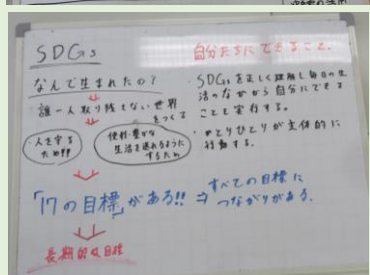 SDGs
なんで生まれたの？
誰一人取り残さない世界
をつくる
・人を守る
ため!!
便利・豊かな
生活を送れるように
するため
「17の目標」がある!! ⇒ すべての目標に
つながりがある。
長期的な目標
自分たちにできること。
・SDGsを正しく理解し毎日の生
活のなかから自分にできる
ことを実行する。
・ひとりひとりが主体的に
行動する。